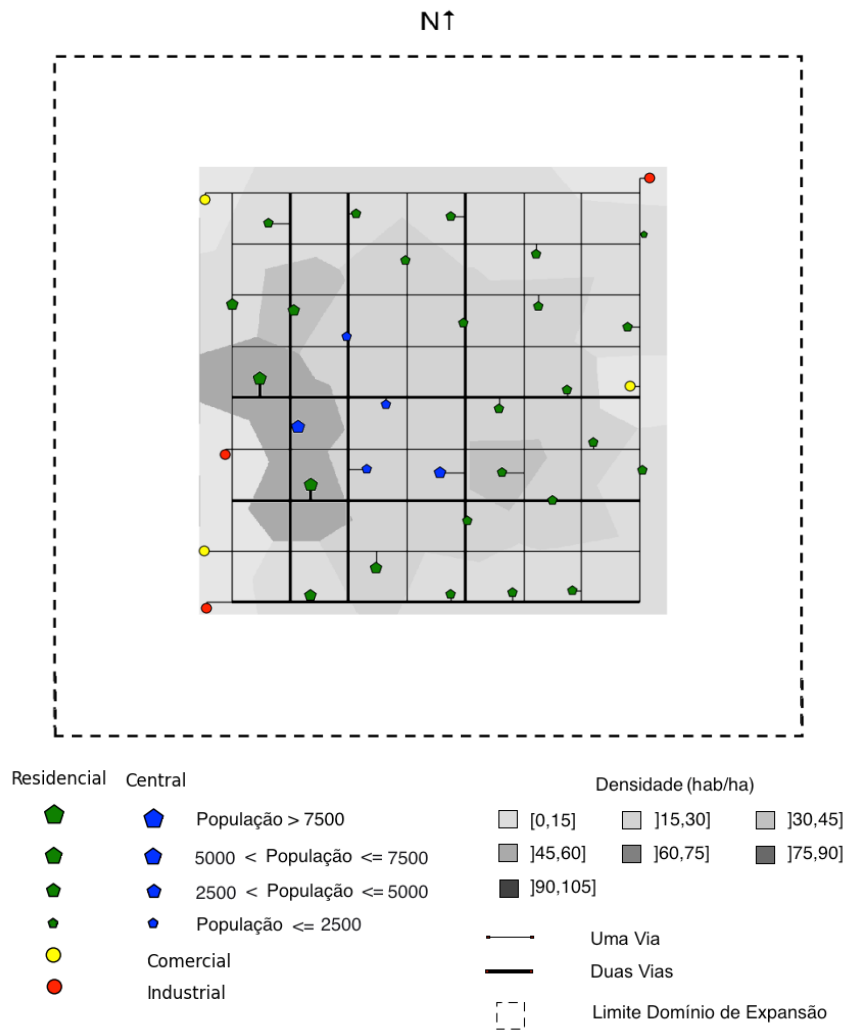 N↑
Residencial Central
População > 7500
5000 < População <= 7500
2500 < População <= 5000
População <= 2500
Comercial
Industrial
Densidade (hab/ha)
[0,15] ]15,30] ]30,45]
]45,60] ]60,75] ]75,90]
]90,105]
Uma Via
Duas Vias
Limite Domínio de Expansão